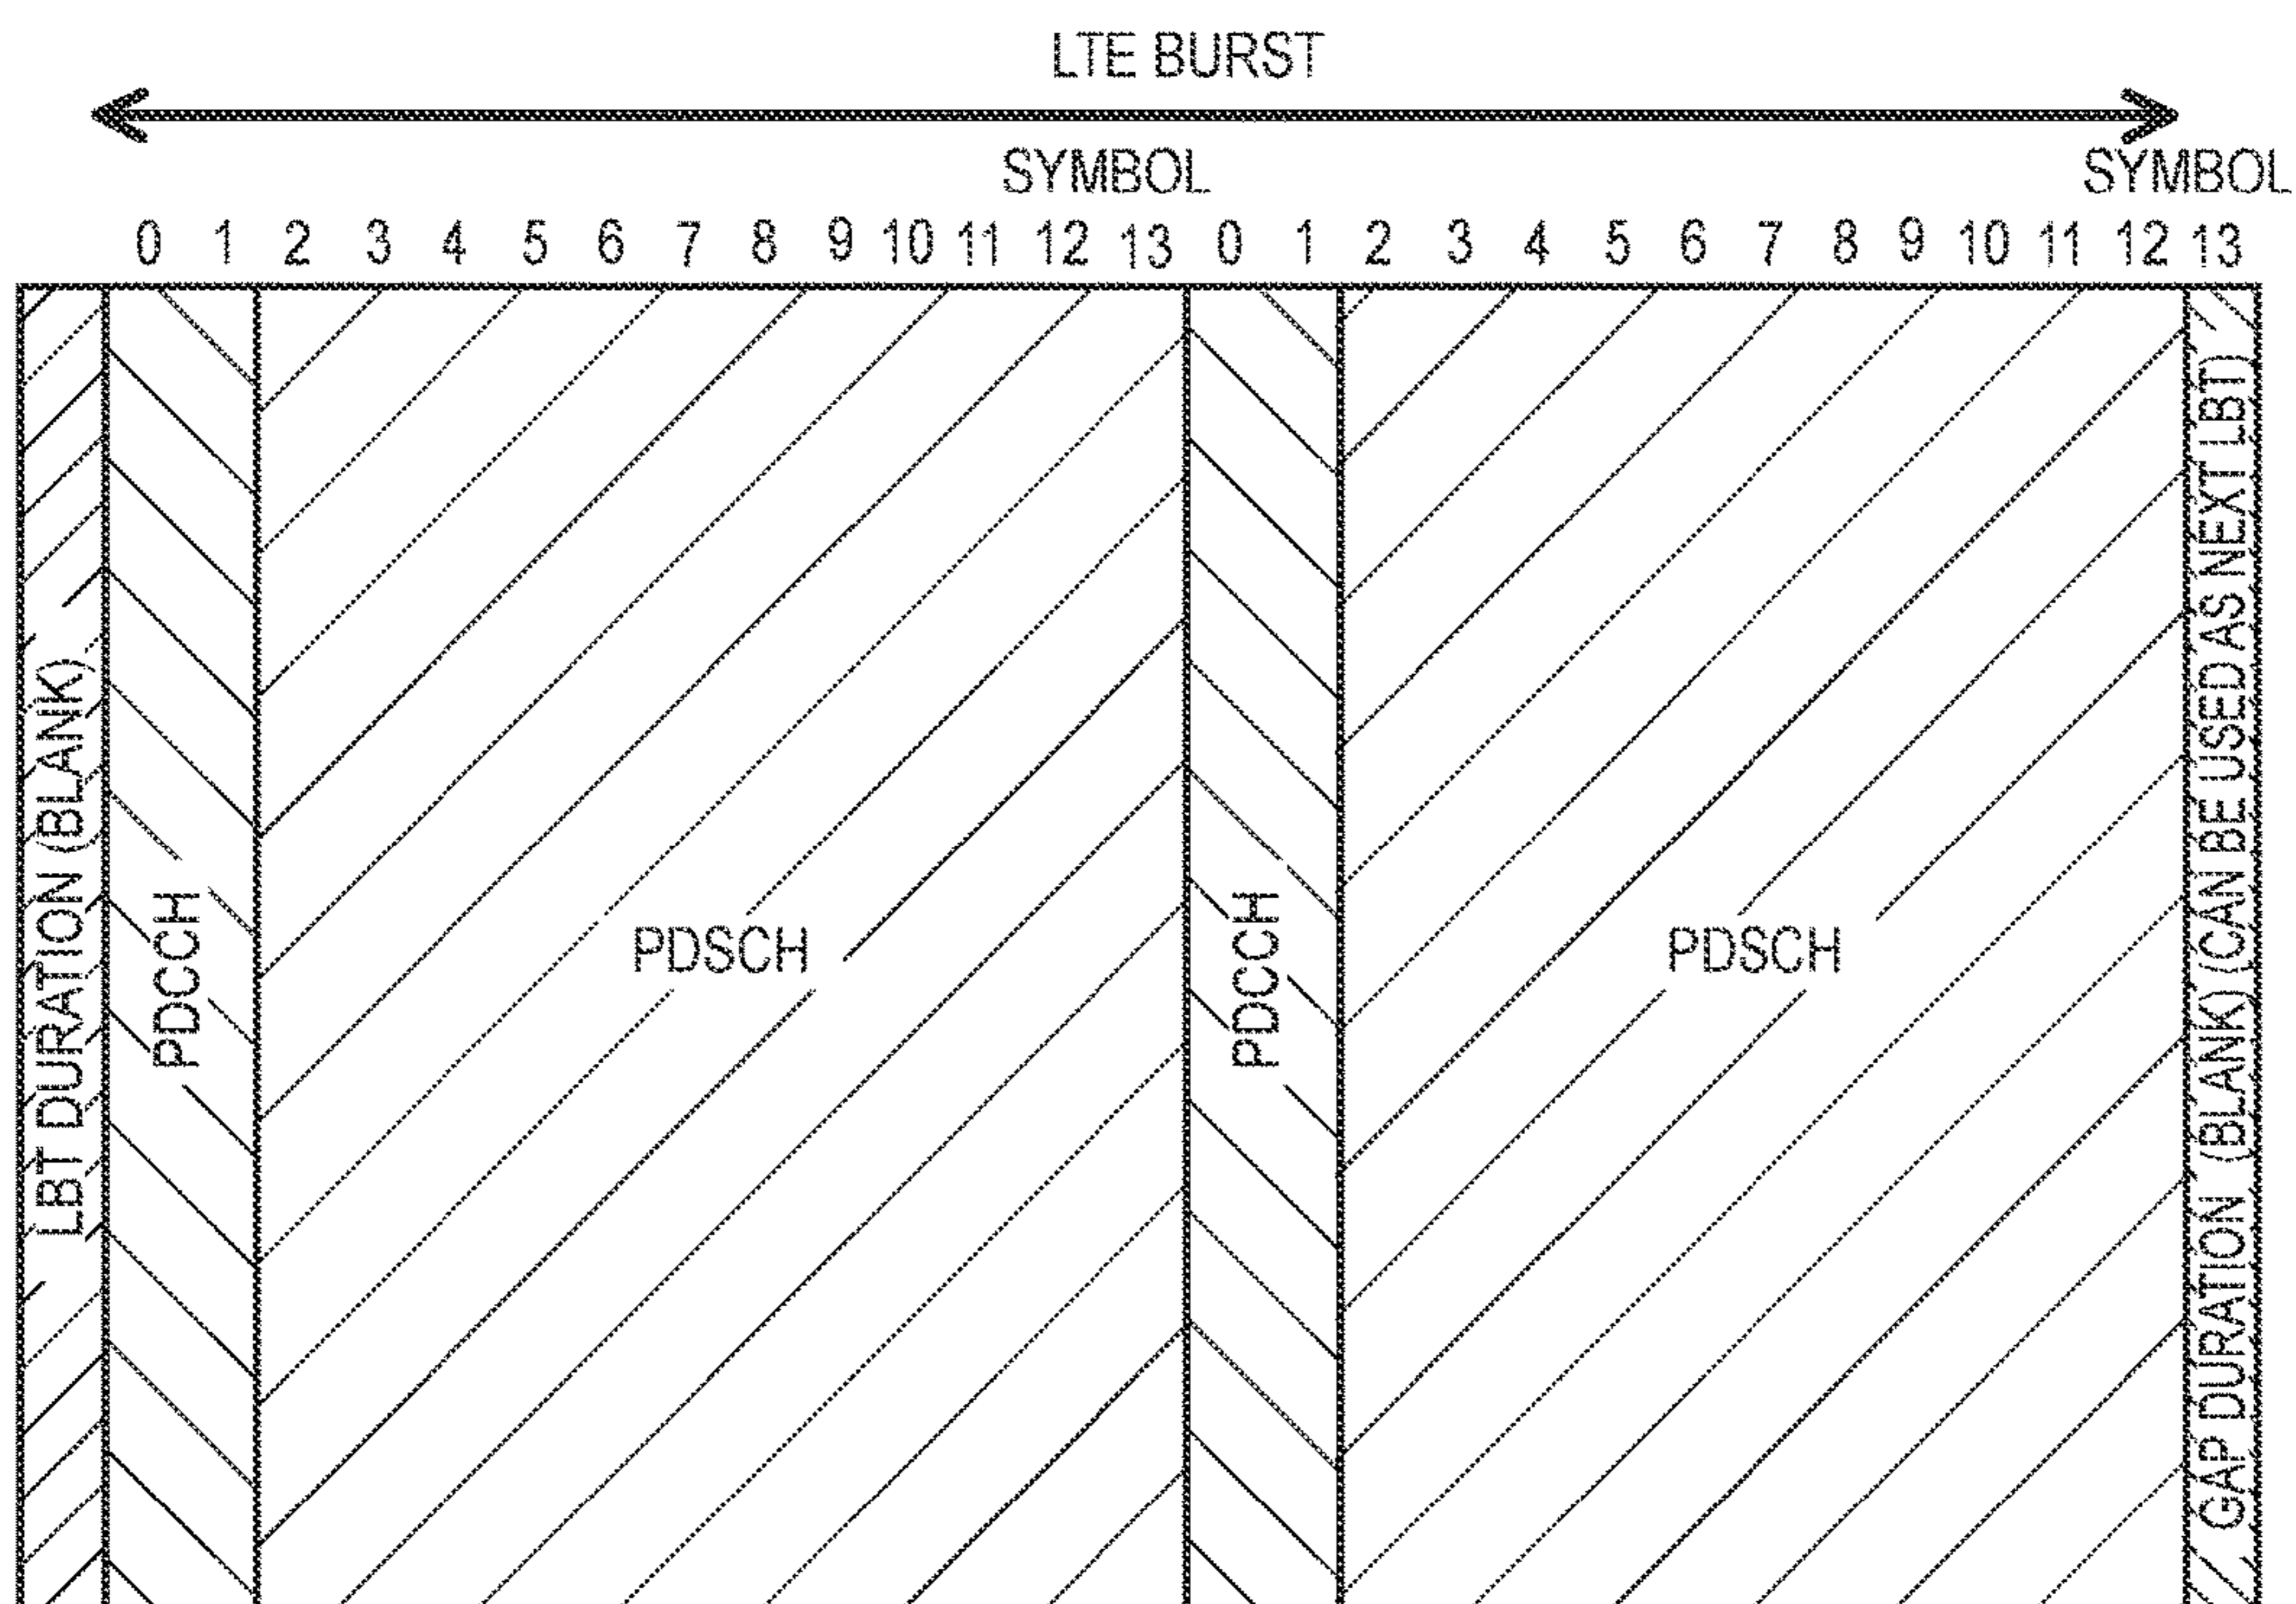 LTE BURST
SYMBOL SYMBOL
0 1 2 3 4 5 6 7 8 9 10 11 12 13 0 1 2 3 4 5 6 7 8 9 10 11 12 13
LBT DURATION (BLANK)
PDCCH
PDSCH
PDCCH
PDSCH
GAP DURATION (BLANK) (CAN BE USED AS NEXT LBT)